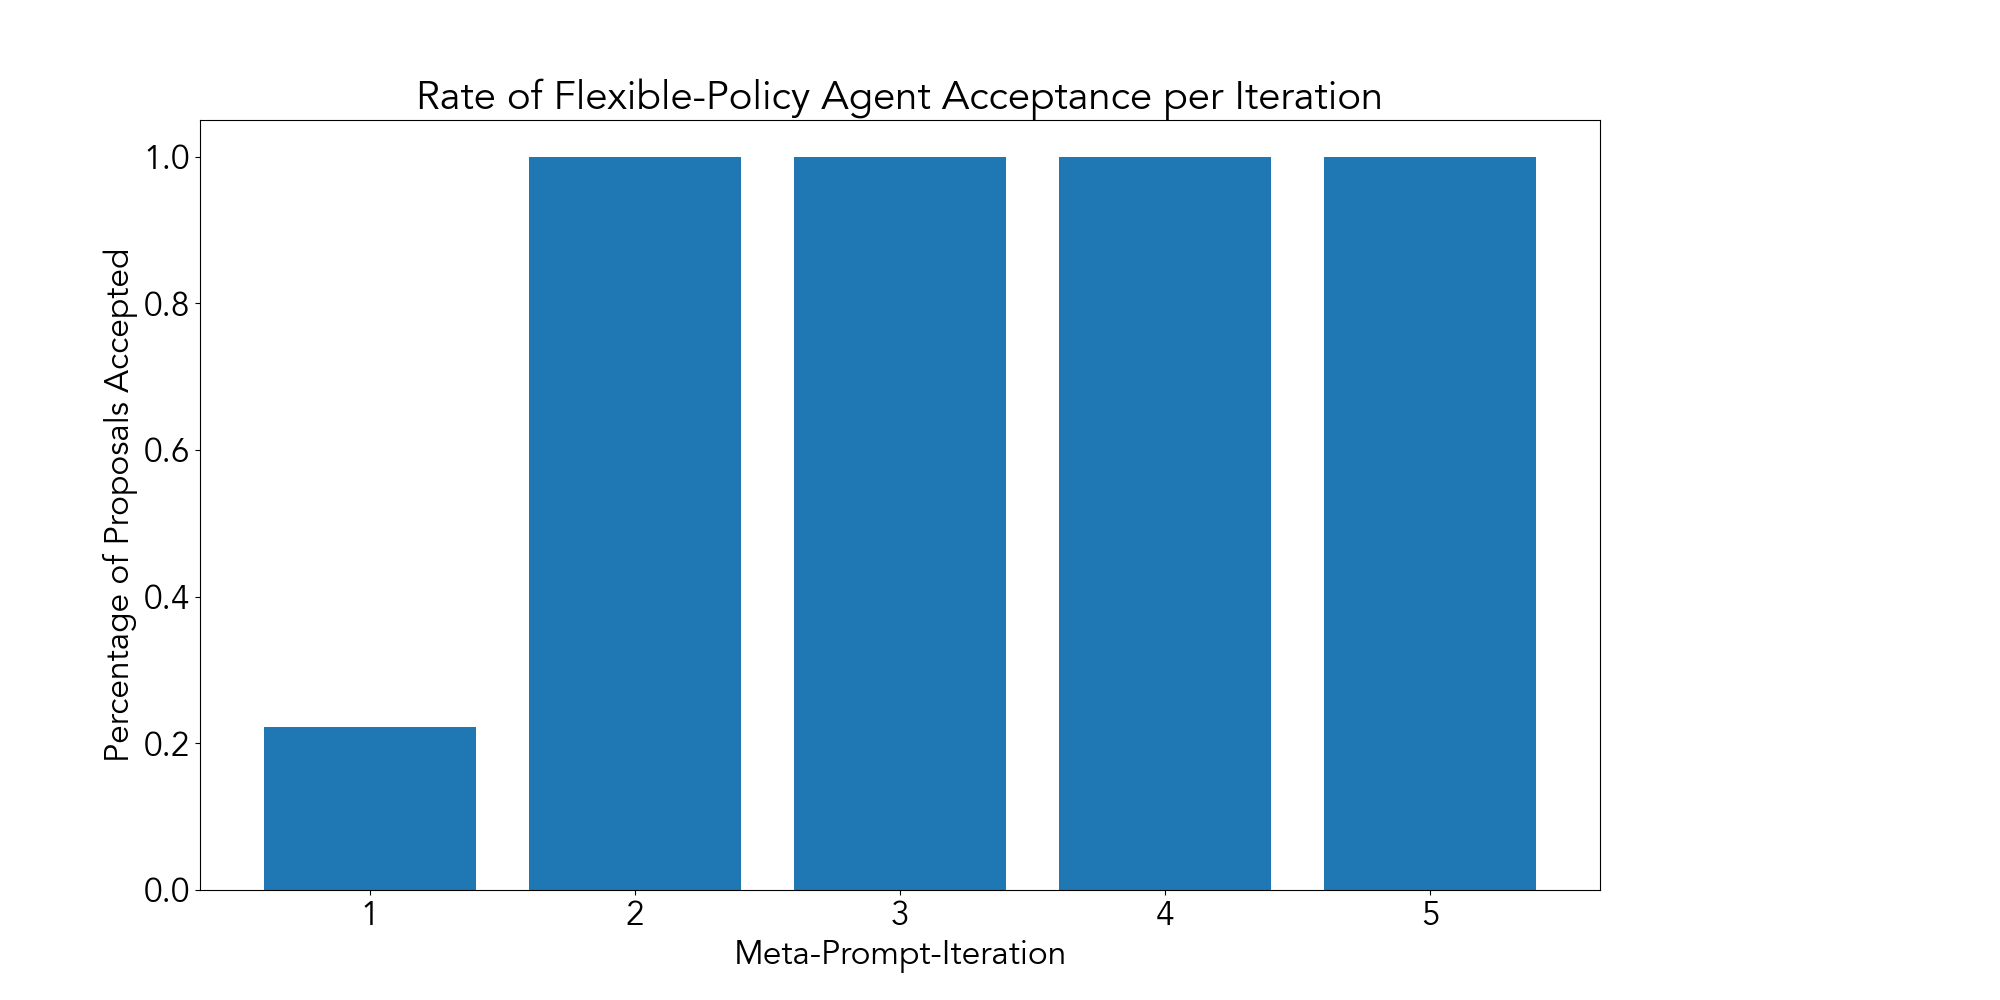 Rate of Flexible-Policy Agent Acceptance per Iteration
Percentage of Proposals Accepted
1.0
0.8
0.6
0.4
0.2
0.0
1 2 3 4 5
Meta-Prompt-Iteration